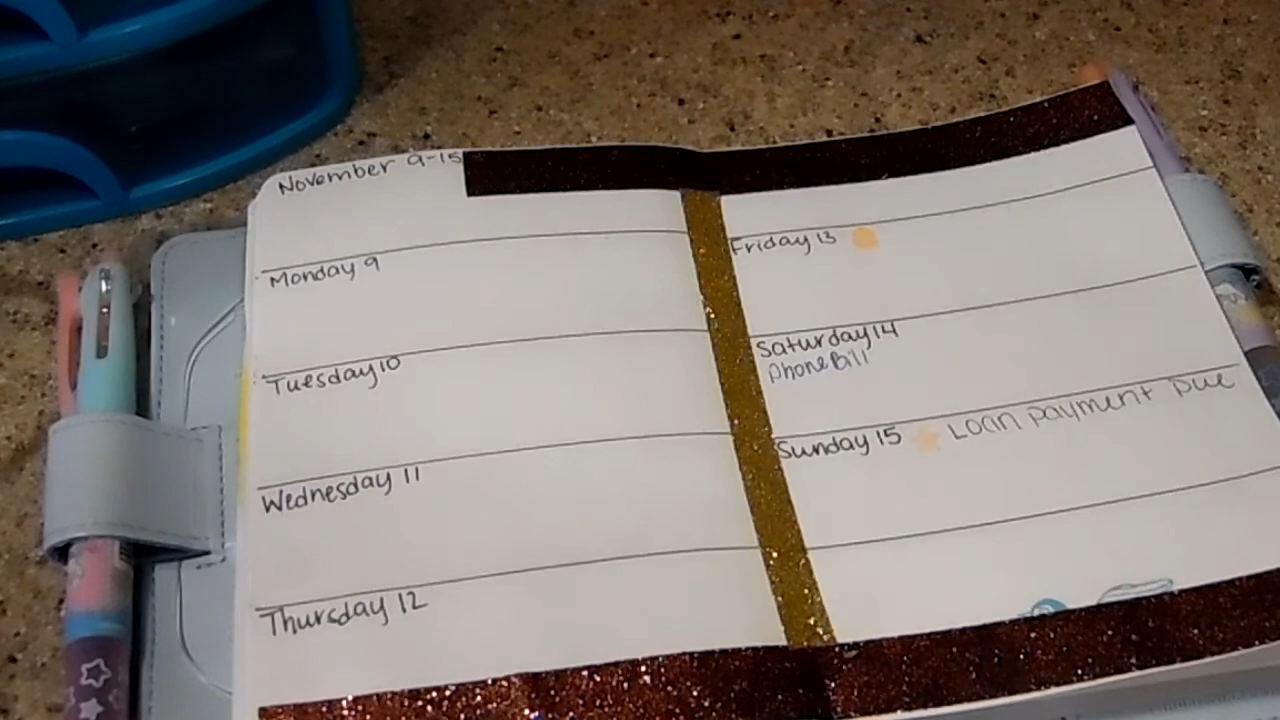 November 9-15
Monday 9
Tuesday 10
Wednesday 11
Thursday 12
Friday 13
Saturday 14
Phone Bill
Sunday 15 Loan payment Due